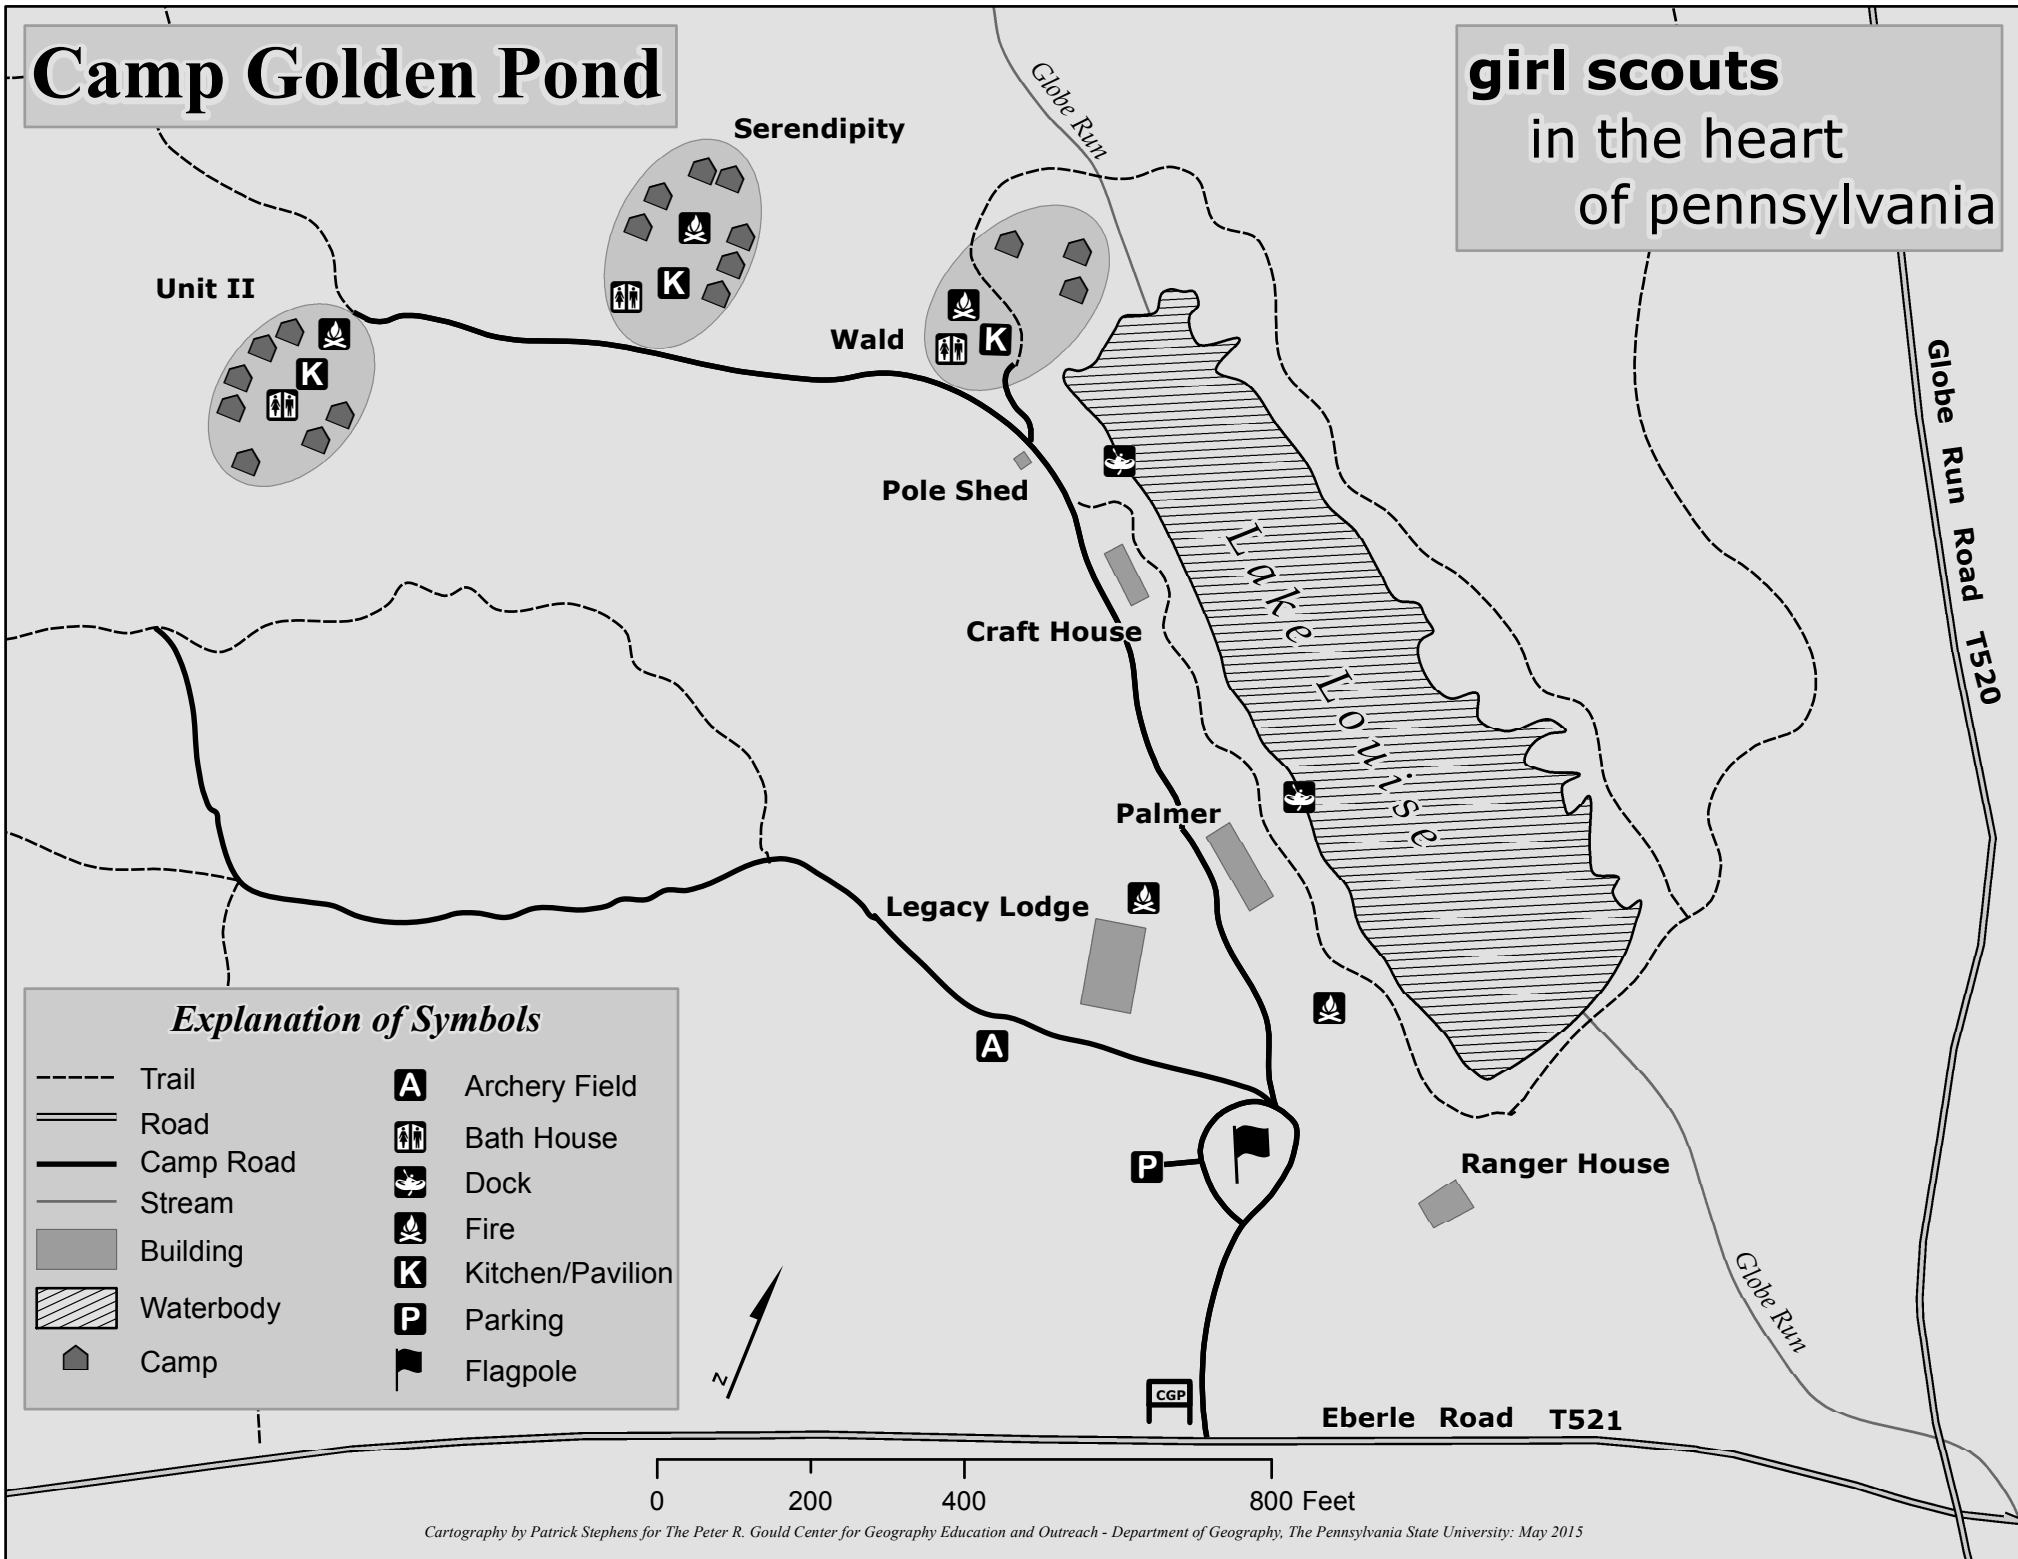 Camp Golden Pond
girl scouts
in the heart
of pennsylvania
Globe Run
Serendipity
Unit II
K
Wald
K
K
Pole Shed
Globe Run Road T520
Lake Louise
Craft House
Palmer
Legacy Lodge
A
P
Ranger House
Globe Run
Explanation of Symbols
Trail
Road
Camp Road
Stream
Building
Waterbody
Camp
A Archery Field
Bath House
Dock
Fire
K Kitchen/Pavilion
P Parking
Flagpole
N
CGP
Eberle Road T521
0 200 400 800 Feet
Cartography by Patrick Stephens for The Peter R. Gould Center for Geography Education and Outreach - Department of Geography, The Pennsylvania State University: May 2015